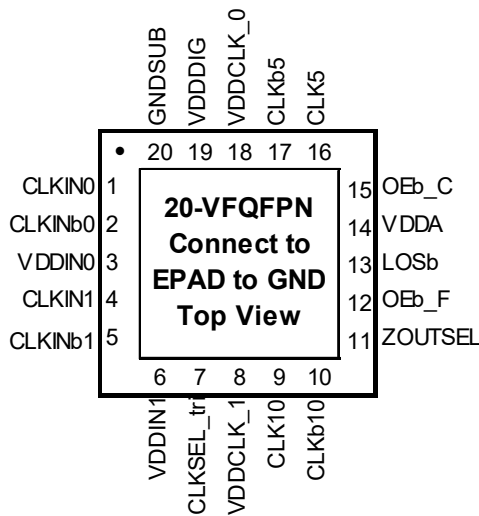 GNDSUB
VDDDIG
VDDCLK_0
CLKb5
CLK5
20 19 18 17 16
CLKIN0 1
CLKINb0 2
VDDIN0 3
CLKIN1 4
CLKINb1 5
20-VFQFPN
Connect to
EPAD to GND
Top View
15 OEb_C
14 VDDA
13 LOSb
12 OEb_F
11 ZOUTSEL
6 7 8 9 10
VDDIN1
CLKSEL_tri
VDDCLK_1
CLK10
CLKb10